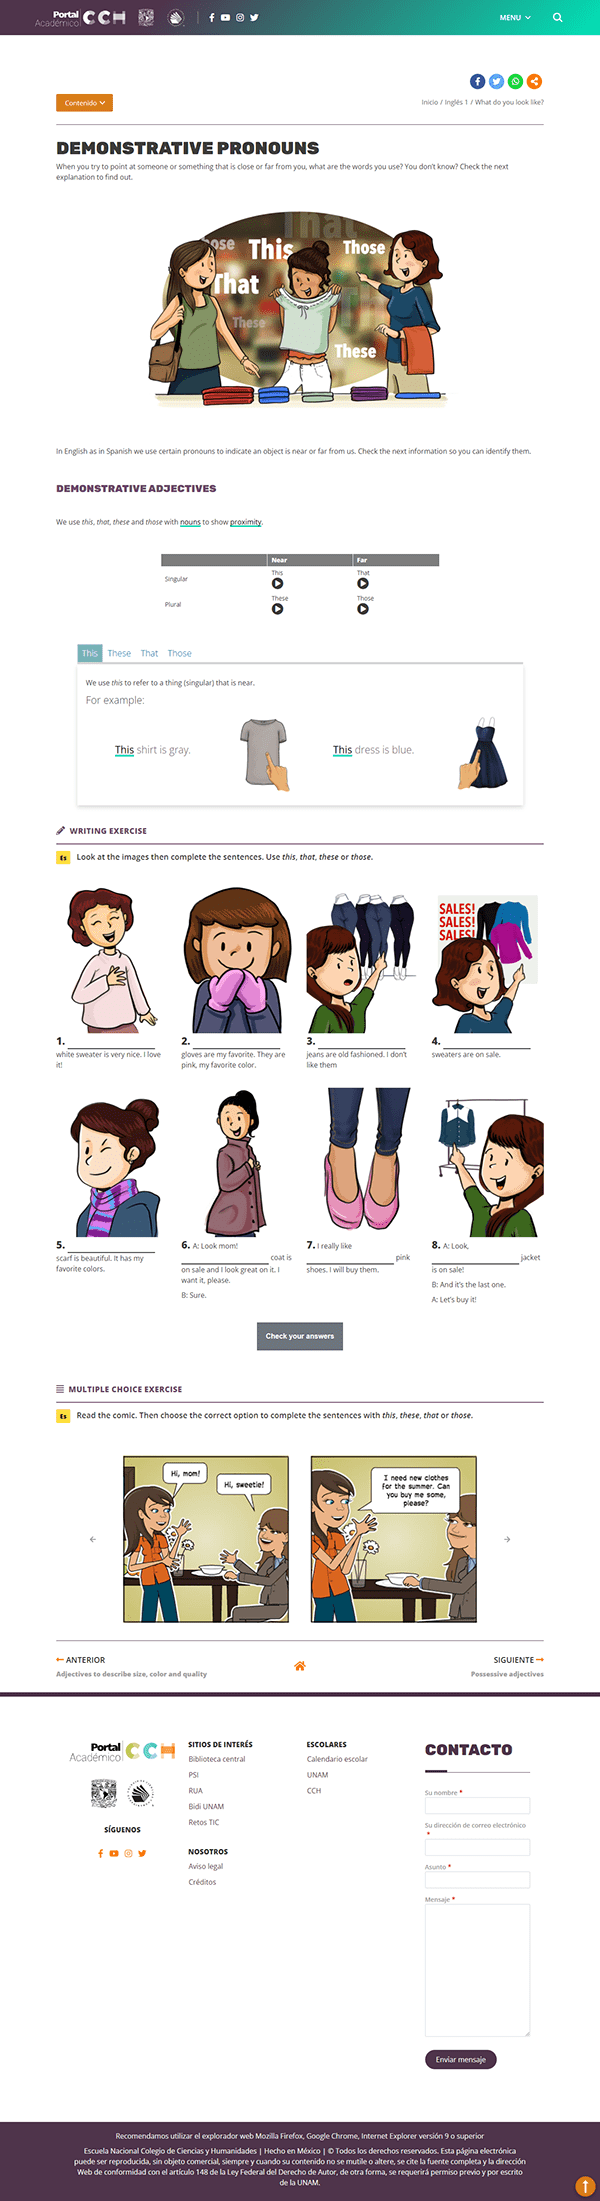 Portal
Académico CCH
MENU
Contenido
Inicio / Inglés 1 / What do you look like?
DEMONSTRATIVE PRONOUNS
When you try to point at someone or something that is close or far from you, what are the words you use? You don't know? Check the next
explanation to find out.
That
Those
This
Those
That
These
That
These
In English as in Spanish we use certain pronouns to indicate an object is near or far from us. Check the next information so you can identify them.
DEMONSTRATIVE ADJECTIVES
We use this, that, these and those with nouns to show proximity.
Near Far
Singular This That
Plural These Those
This These That Those
We use this to refer to a thing (singular) that is near.
For example:
This shirt is gray.
This dress is blue.
WRITING EXERCISE
Es Look at the images then complete the sentences. Use this, that, these or those.
SALES!
SALES!
SALES!
1. ____________
white sweater is very nice. I love
it!
2. ____________
gloves are my favorite. They are
pink, my favorite color.
3. ____________
jeans are old fashioned. I don't
like them
4. ____________
sweaters are on sale.
5. ____________
scarf is beautiful. It has my
favorite colors.
6. A: Look mom!
____________ coat is
on sale and I look great on it. I
want it, please.
B: Sure.
7. I really like
____________ pink
shoes. I will buy them.
8. A: Look,
____________ jacket
is on sale!
B: And it's the last one.
A: Let's buy it!
Check your answers
MULTIPLE CHOICE EXERCISE
Es Read the comic. Then choose the correct option to complete the sentences with this, these, that or those.
Hi, mom!
Hi, sweetie!
I need new clothes
for the summer. Can
you buy me some,
please?
← ANTERIOR
Adjectives to describe size, color and quality
SIGUIENTE →
Possessive adjectives
Portal
Académico CCH
SÍGUENOS
SITIOS DE INTERÉS
Biblioteca central
PSI
RUA
Bidi UNAM
Retos TIC
NOSOTROS
Aviso legal
Créditos
ESCOLARES
Calendario escolar
UNAM
CCH
CONTACTO
Su nombre *
Su dirección de correo electrónico
*
Asunto *
Mensaje *
Enviar mensaje
Recomendamos utilizar el explorador web Mozilla Firefox, Google Chrome, Internet Explorer versión 9 o superior
Escuela Nacional Colegio de Ciencias y Humanidades | Hecho en México | © Todos los derechos reservados. Esta página electrónica
puede ser reproducida, sin objeto comercial, siempre y cuando su contenido no se mutile o altere, se cite la fuente completa y la dirección
Web de conformidad con el artículo 148 de la Ley Federal del Derecho de Autor, de otra forma, se requerirá permiso previo y por escrito
de la UNAM.